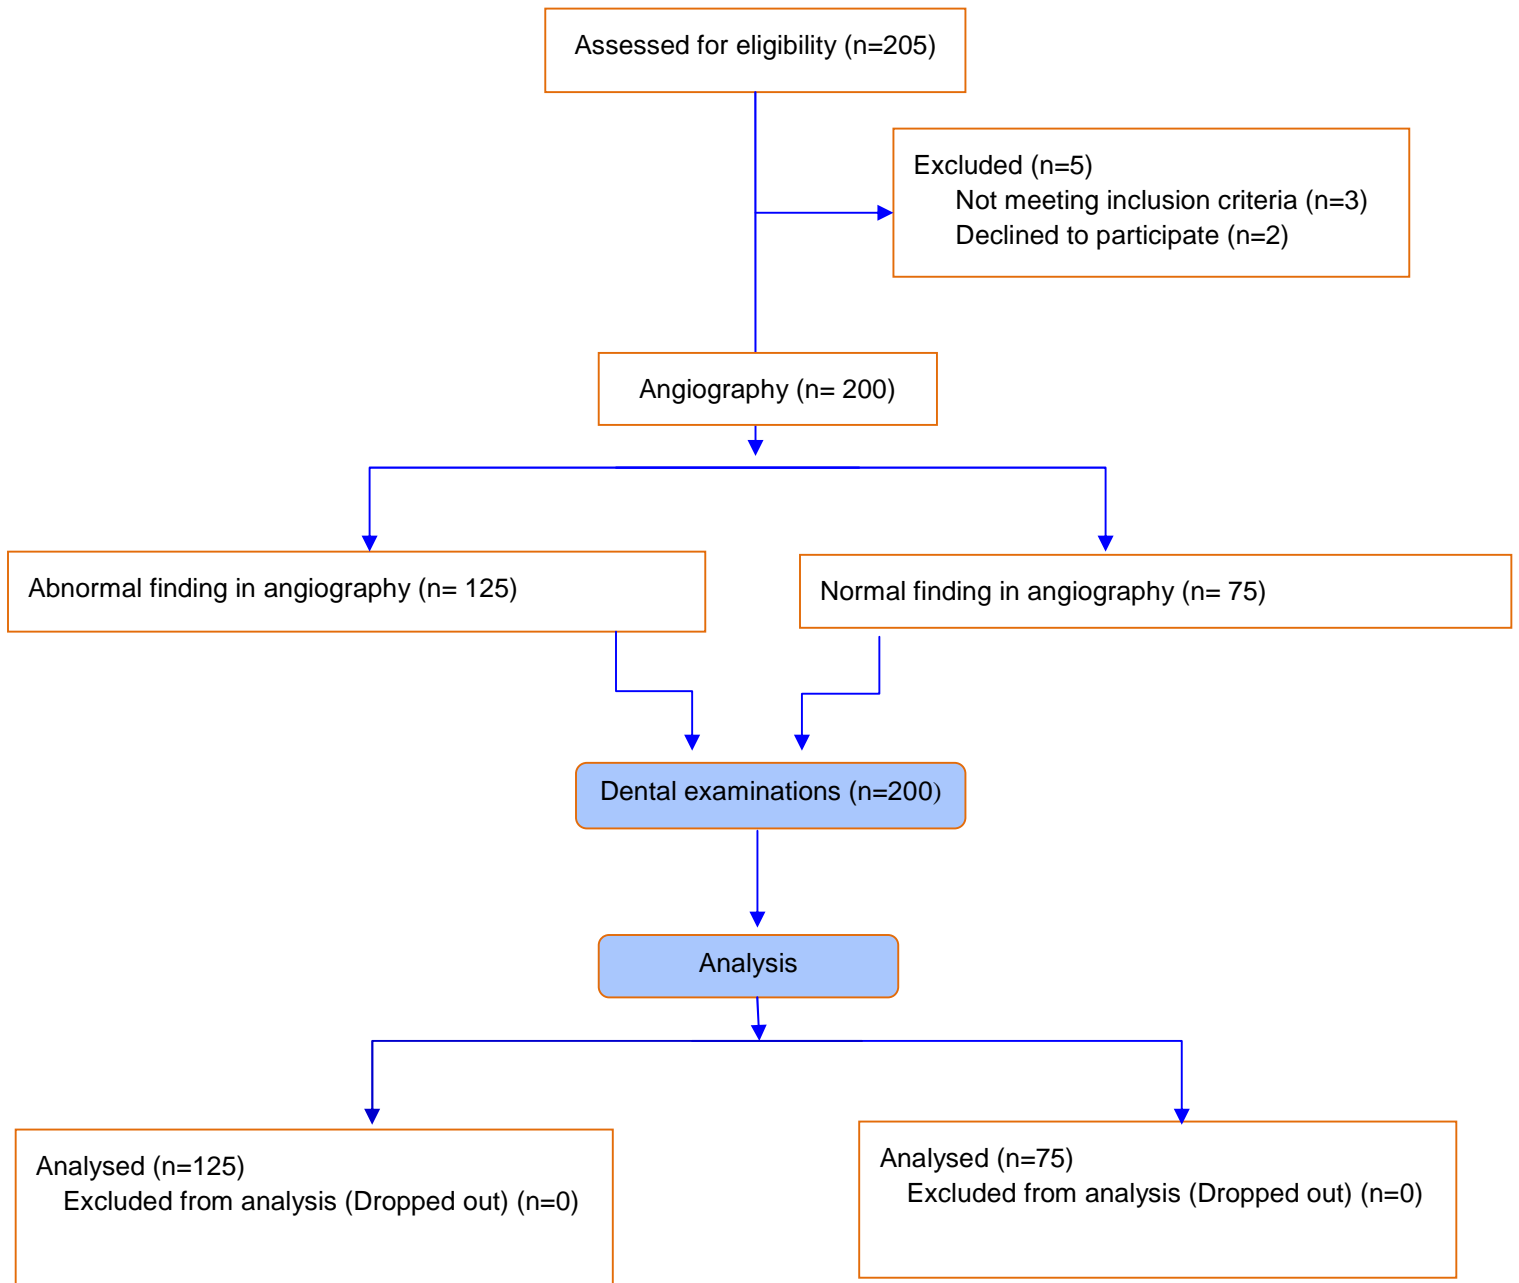 Assessed for eligibility (n=205)
Excluded (n=5)
Not meeting inclusion criteria (n=3)
Declined to participate (n=2)
Angiography (n= 200)
Abnormal finding in angiography (n= 125)
Normal finding in angiography (n= 75)
Dental examinations (n=200)
Analysis
Analysed (n=125)
Excluded from analysis (Dropped out) (n=0)
Analysed (n=75)
Excluded from analysis (Dropped out) (n=0)